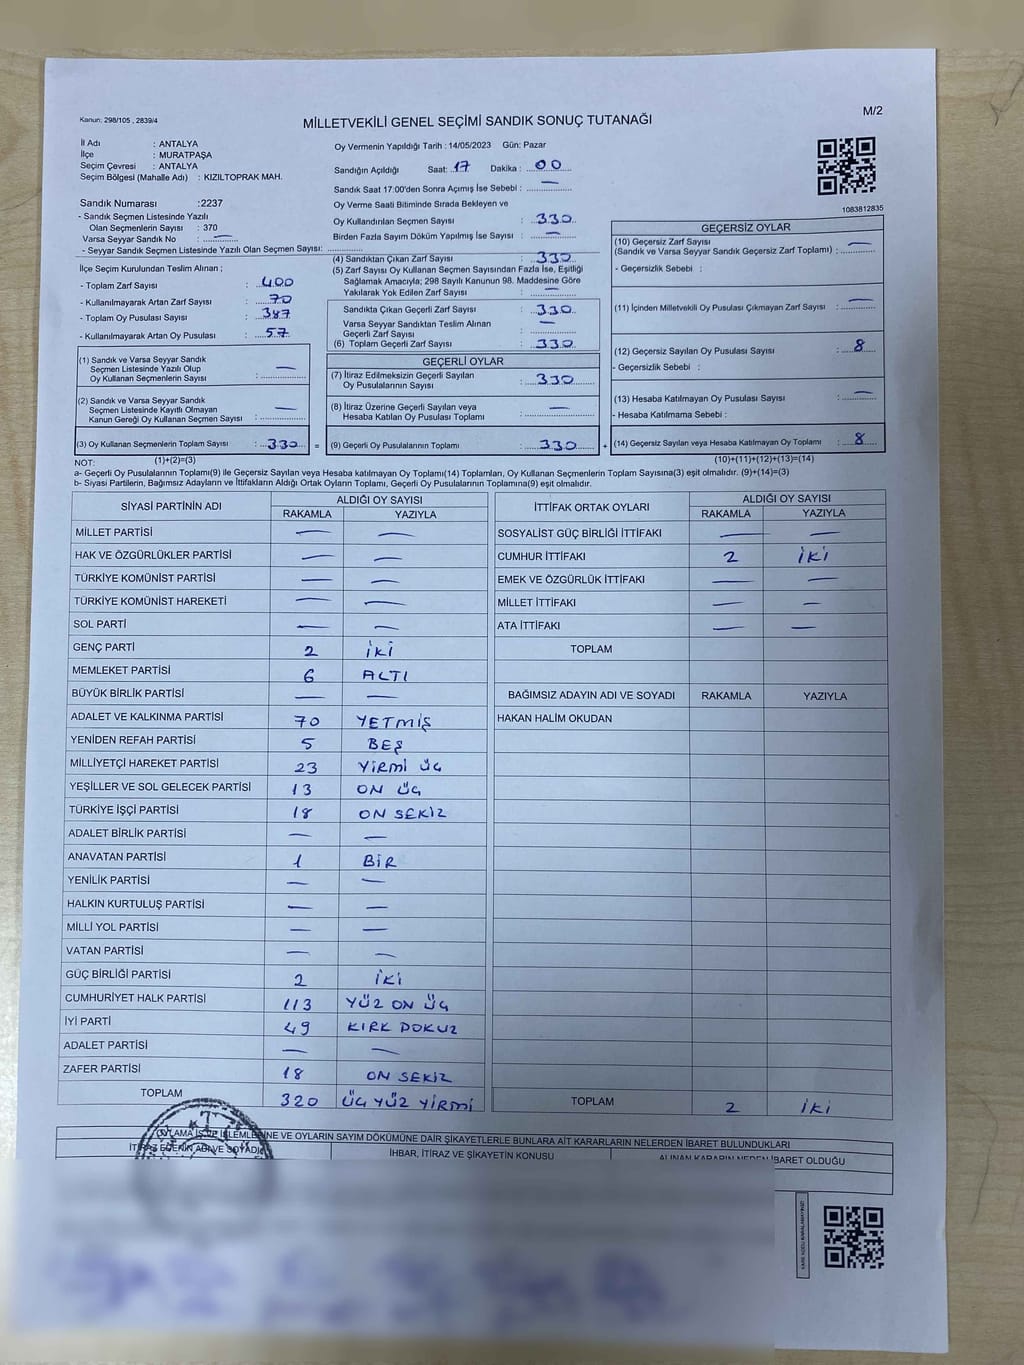 Kanun: 298/105 , 2839/4
MİLLETVEKİLİ GENEL SEÇİMİ SANDIK SONUÇ TUTANAĞI
M/2
İl Adı : ANTALYA
İlçe : MURATPAŞA
Seçim Çevresi : ANTALYA
Seçim Bölgesi (Mahalle Adı) : KIZILTOPRAK MAH.
Oy Vermenin Yapıldığı Tarih : 14/05/2023 Gün: Pazar
Sandığın Açıldığı Saat: 17 Dakika : 00
Sandık Saat 17:00'den Sonra Açılmış İse Sebebi : —
Oy Verme Saati Bitiminde Sırada Bekleyen ve
Oy Kullandırılan Seçmen Sayısı : 330
Birden Fazla Sayım Döküm Yapılmış İse Sayısı : —
1083812835
Sandık Numarası :2237
- Sandık Seçmen Listesinde Yazılı
Olan Seçmenlerin Sayısı : 370
Varsa Seyyar Sandık No : —
- Seyyar Sandık Seçmen Listesinde Yazılı Olan Seçmen Sayısı:
İlçe Seçim Kurulundan Teslim Alınan ;
- Toplam Zarf Sayısı : 400
- Kullanılmayarak Artan Zarf Sayısı : 70
- Toplam Oy Pusulası Sayısı : 387
- Kullanılmayarak Artan Oy Pusulası : 57
(4) Sandıktan Çıkan Zarf Sayısı : 330
(5) Zarf Sayısı Oy Kullanan Seçmen Sayısından Fazla İse, Eşitliği
Sağlamak Amacıyla; 298 Sayılı Kanunun 98. Maddesine Göre
Yakılarak Yok Edilen Zarf Sayısı : —
Sandıkta Çıkan Geçerli Zarf Sayısı : 330
Varsa Seyyar Sandıktan Teslim Alınan
Geçerli Zarf Sayısı : —
(6) Toplam Geçerli Zarf Sayısı : 330
GEÇERSİZ OYLAR
(10) Geçersiz Zarf Sayısı : —
(Sandık ve Varsa Seyyar Sandık Geçersiz Zarf Toplamı)
- Geçersizlik Sebebi :
(11) İçinden Milletvekili Oy Pusulası Çıkmayan Zarf Sayısı : —
(12) Geçersiz Sayılan Oy Pusulası Sayısı : 8
- Geçersizlik Sebebi :
(13) Hesaba Katılmayan Oy Pusulası Sayısı : —
- Hesaba Katılmama Sebebi :
(14) Geçersiz Sayılan veya Hesaba Katılmayan Oy Toplamı : 8
(10)+(11)+(12)+(13)=(14)
(1) Sandık ve Varsa Seyyar Sandık
Seçmen Listesinde Yazılı Olup
Oy Kullanan Seçmenlerin Sayısı : —
(2) Sandık ve Varsa Seyyar Sandık
Seçmen Listesinde Kayıtlı Olmayan
Kanun Gereği Oy Kullanan Seçmen Sayısı : —
(3) Oy Kullanan Seçmenlerin Toplam Sayısı : 330 =
(1)+(2)=(3)
GEÇERLİ OYLAR
(7) İtiraz Edilmeksizin Geçerli Sayılan
Oy Pusulalarının Sayısı : 330
(8) İtiraz Üzerine Geçerli Sayılan veya
Hesaba Katılan Oy Pusulası Toplamı : —
(9) Geçerli Oy Pusulalarının Toplamı : 330 +
NOT:
a- Geçerli Oy Pusulalarının Toplamı(9) ile Geçersiz Sayılan veya Hesaba katılmayan Oy Toplamı(14) Toplamları, Oy Kullanan Seçmenlerin Toplam Sayısına(3) eşit olmalıdır. (9)+(14)=(3)
b- Siyasi Partilerin, Bağımsız Adayların ve İttifakların Aldığı Ortak Oyların Toplamı, Geçerli Oy Pusulalarının Toplamına(9) eşit olmalıdır.
SİYASİ PARTİNİN ADI ALDIĞI OY SAYISI
RAKAMLA YAZIYLA
MİLLET PARTİSİ — —
HAK VE ÖZGÜRLÜKLER PARTİSİ — —
TÜRKİYE KOMÜNİST PARTİSİ — —
TÜRKİYE KOMÜNİST HAREKETİ — —
SOL PARTİ — —
GENÇ PARTİ 2 İKİ
MEMLEKET PARTİSİ 6 ALTI
BÜYÜK BİRLİK PARTİSİ — —
ADALET VE KALKINMA PARTİSİ 70 YETMİŞ
YENİDEN REFAH PARTİSİ 5 BEŞ
MİLLİYETÇİ HAREKET PARTİSİ 23 YİRMİ ÜÇ
YEŞİLLER VE SOL GELECEK PARTİSİ 13 ON ÜÇ
TÜRKİYE İŞÇİ PARTİSİ 18 ON SEKİZ
ADALET BİRLİK PARTİSİ — —
ANAVATAN PARTİSİ 1 BİR
YENİLİK PARTİSİ — —
HALKIN KURTULUŞ PARTİSİ — —
MİLLİ YOL PARTİSİ — —
VATAN PARTİSİ — —
GÜÇ BİRLİĞİ PARTİSİ 2 İKİ
CUMHURİYET HALK PARTİSİ 113 YÜZ ON ÜÇ
İYİ PARTİ 49 KIRK DOKUZ
ADALET PARTİSİ — —
ZAFER PARTİSİ 18 ON SEKİZ
TOPLAM 320 ÜÇ YÜZ YİRMİ
İTTİFAK ORTAK OYLARI ALDIĞI OY SAYISI
RAKAMLA YAZIYLA
SOSYALİST GÜÇ BİRLİĞİ İTTİFAKI — —
CUMHUR İTTİFAKI 2 İKİ
EMEK VE ÖZGÜRLÜK İTTİFAKI — —
MİLLET İTTİFAKI — —
ATA İTTİFAKI — —
TOPLAM
BAĞIMSIZ ADAYIN ADI VE SOYADI RAKAMLA YAZIYLA
HAKAN HALİM OKUDAN
TOPLAM 2 İKİ
OYLAMA İŞ VE İŞLEMLERİNE VE OYLARIN SAYIM DÖKÜMÜNE DAİR ŞİKAYETLERLE BUNLARA AİT KARARLARIN NELERDEN İBARET BULUNDUKLARI
İTİRAZ EDENİN ADI VE SOYADI İHBAR, İTİRAZ VE ŞİKAYETİN KONUSU ALINAN KARARIN NEDEN İBARET OLDUĞU